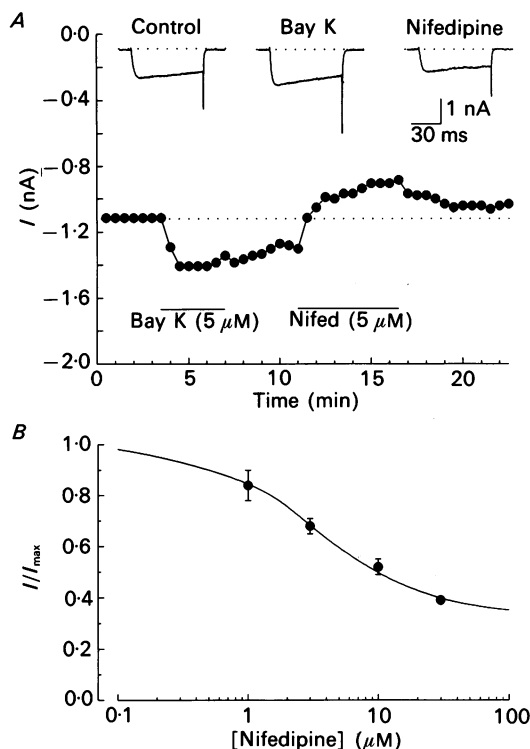 A
Control Bay K Nifedipine
1 nA
30 ms
0·0
−0·4
−0·8
−1·2
−1·6
−2·0
I (nA)
Bay K (5 μM) Nifed (5 μM)
0 5 10 15 20
Time (min)
B
1·0
0·8
0·6
0·4
0·2
0·0
I/Imax
0·1 1 10 100
[Nifedipine] (μM)